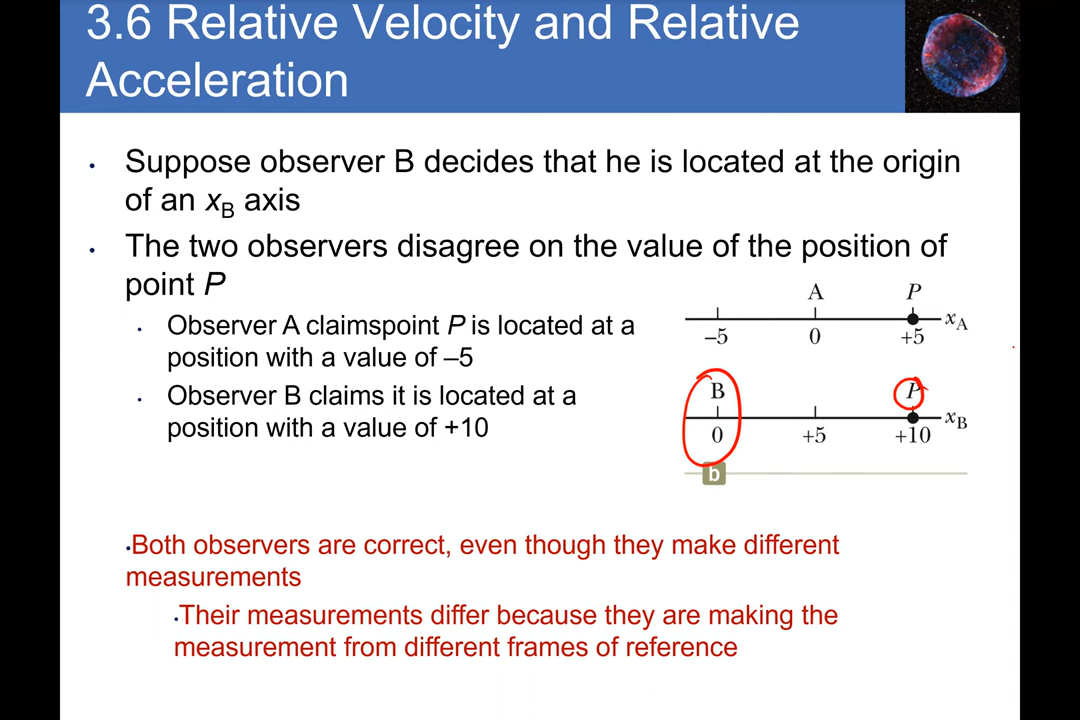 3.6 Relative Velocity and Relative
Acceleration
• Suppose observer B decides that he is located at the origin
of an xB axis
• The two observers disagree on the value of the position of
point P
• Observer A claimspoint P is located at a
position with a value of –5
• Observer B claims it is located at a
position with a value of +10
A P
xA
–5 0 +5
B P
xB
0 +5 +10
b
•Both observers are correct, even though they make different
measurements
•Their measurements differ because they are making the
measurement from different frames of reference